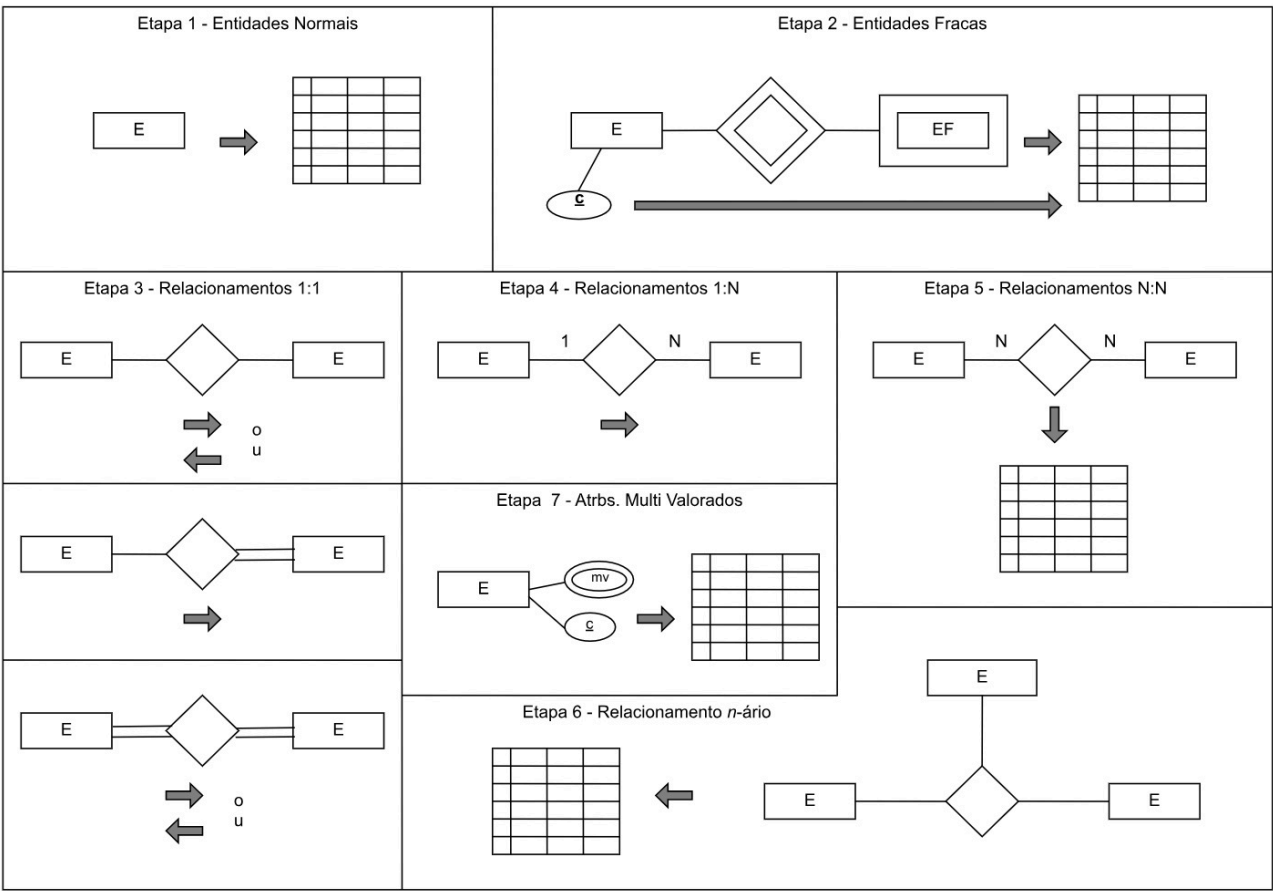 Etapa 1 - Entidades Normais
E
Etapa 2 - Entidades Fracas
E
EF
c
Etapa 3 - Relacionamentos 1:1
E
E
o
u
E
E
E
E
o
u
Etapa 4 - Relacionamentos 1:N
1
N
E
E
Etapa 5 - Relacionamentos N:N
N
N
E
E
Etapa 7 - Atrbs. Multi Valorados
E
mv
c
Etapa 6 - Relacionamento n-ário
E
E
E